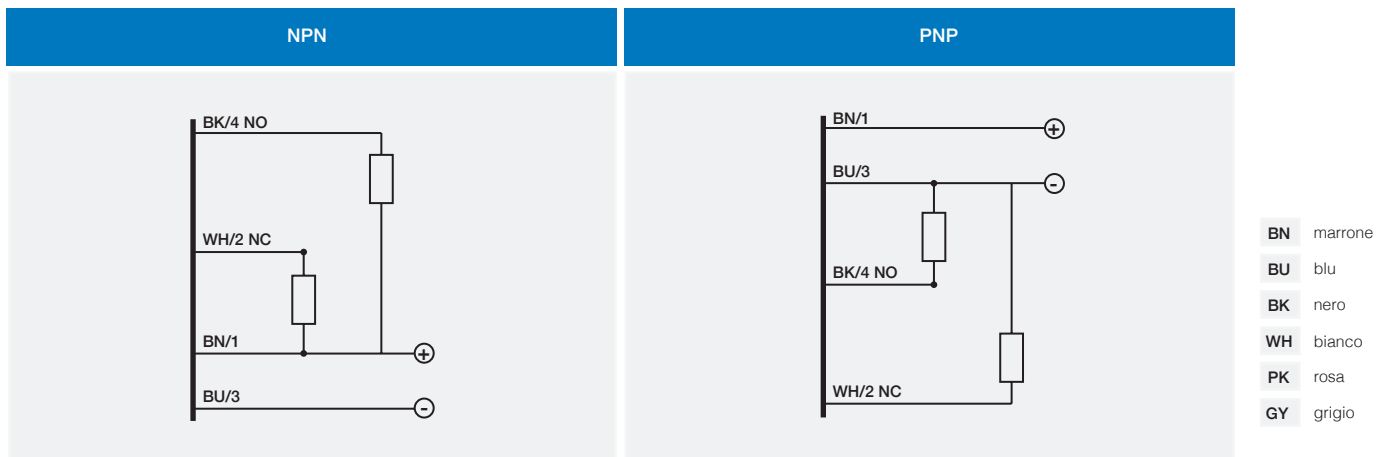 NPN
BK/4 NO
WH/2 NC
BN/1
+
BU/3
-
PNP
BN/1
+
BU/3
-
BK/4 NO
WH/2 NC
BN marrone
BU blu
BK nero
WH bianco
PK rosa
GY grigio